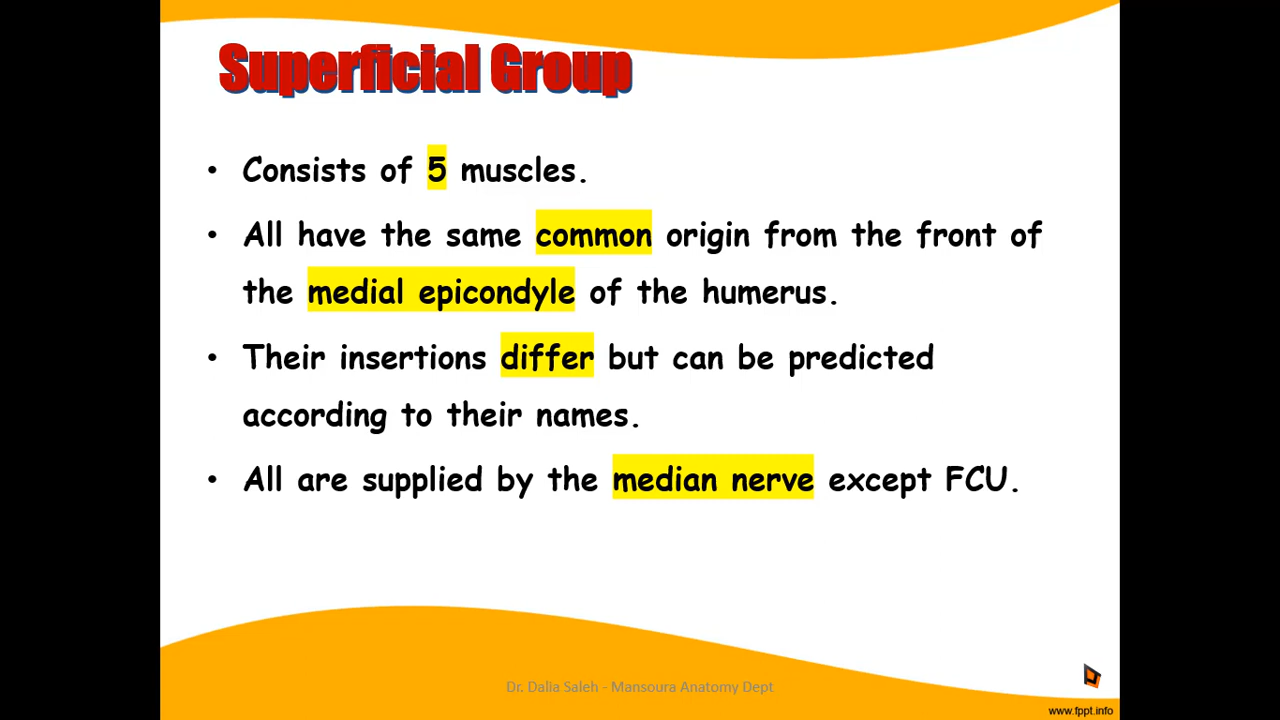 Superficial Group
• Consists of 5 muscles.
• All have the same common origin from the front of
the medial epicondyle of the humerus.
• Their insertions differ but can be predicted
according to their names.
• All are supplied by the median nerve except FCU.
Dr. Dalia Saleh - Mansoura Anatomy Dept
www.fppt.info